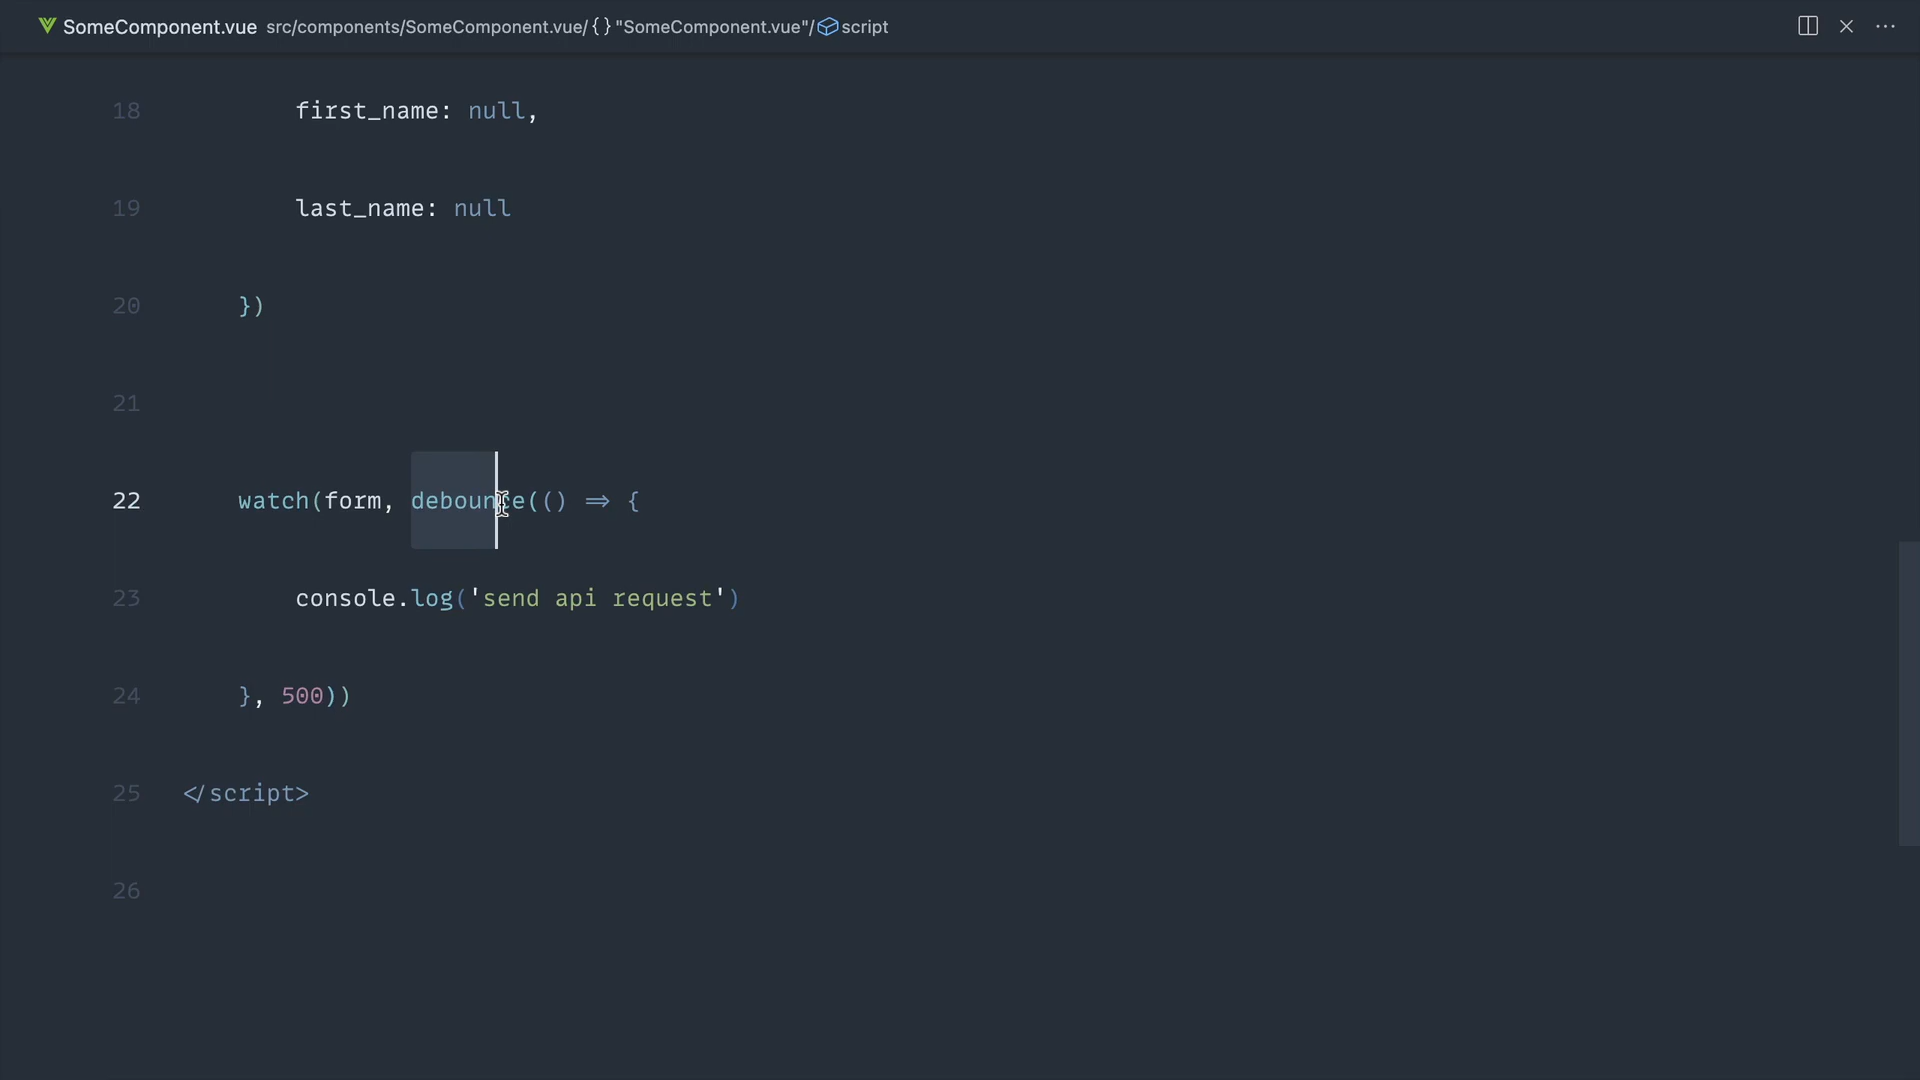 SomeComponent.vue src/components/SomeComponent.vue/{} "SomeComponent.vue"/script
18 first_name: null,
19 last_name: null
20 })
21
22 watch(form, debounce(() => {
23 console.log('send api request')
24 }, 500))
25 </script>
26